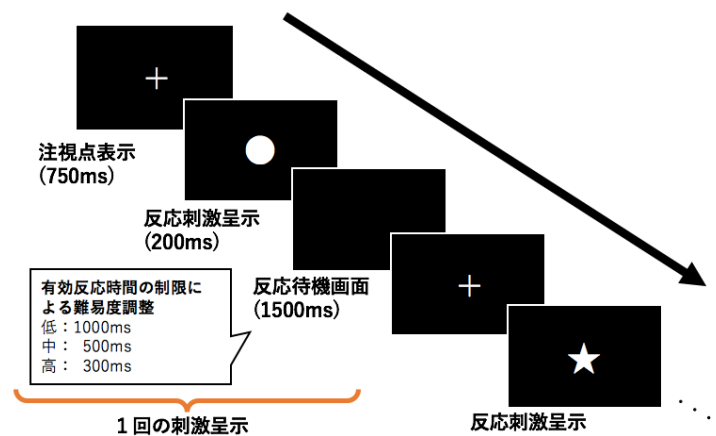 注視点表示
(750ms)
反応刺激呈示
(200ms)
反応待機画面
(1500ms)
有効反応時間の制限に
よる難易度調整
低：1000ms
中： 500ms
高： 300ms
1回の刺激呈示
反応刺激呈示